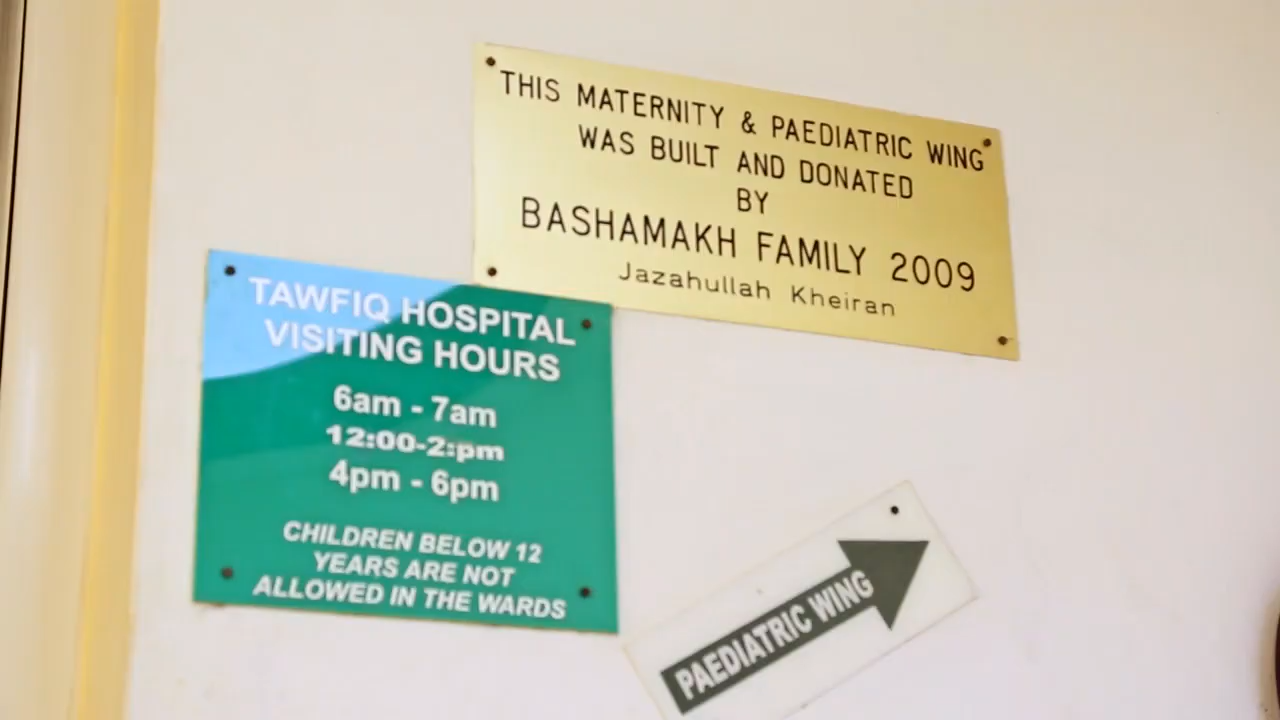 THIS MATERNITY & PAEDIATRIC WING
WAS BUILT AND DONATED
BY
BASHAMAKH FAMILY 2009
Jazahullah Kheiran
TAWFIQ HOSPITAL
VISITING HOURS
6am - 7am
12:00-2:pm
4pm - 6pm
CHILDREN BELOW 12
YEARS ARE NOT
ALLOWED IN THE WARDS
PAEDIATRIC WING